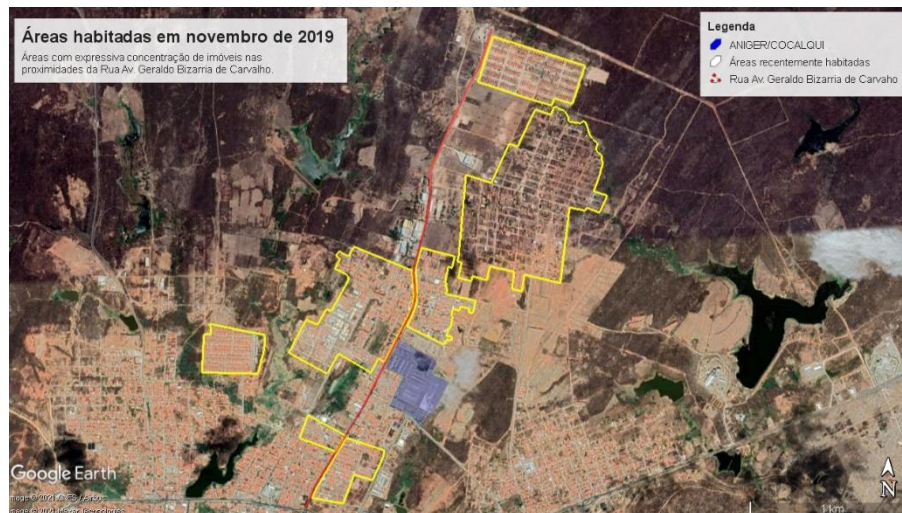 Áreas habitadas em novembro de 2019
Áreas com expressiva concentração de imóveis nas
proximidades da Rua Av. Geraldo Bizarria de Carvalho.
Legenda
ANIGER/COCALQUI
Áreas recentemente habitadas
Rua Av. Geraldo Bizarria de Carvaho
Google Earth
N
1 km